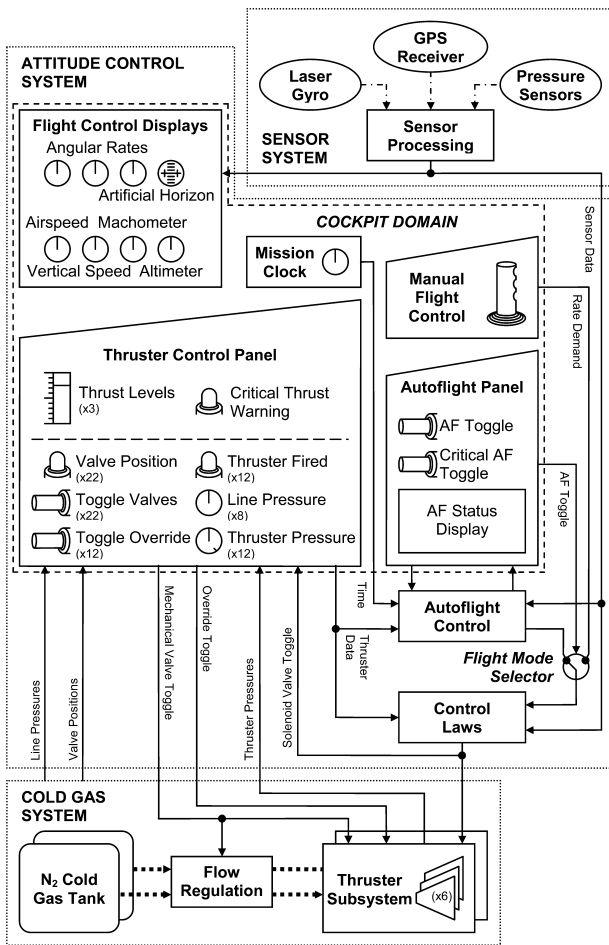 ATTITUDE CONTROL
SYSTEM
GPS
Receiver
Laser
Gyro
Pressure
Sensors
Sensor
Processing
SENSOR
SYSTEM
Flight Control Displays
Angular Rates
Artificial Horizon
Airspeed Machometer
Vertical Speed Altimeter
COCKPIT DOMAIN
Mission
Clock
Manual
Flight
Control
Sensor Data
Rate Demand
Thruster Control Panel
Thrust Levels
(x3)
Critical Thrust
Warning
Valve Position
(x22)
Thruster Fired
(x12)
Toggle Valves
(x22)
Line Pressure
(x8)
Toggle Override
(x12)
Thruster Pressure
(x12)
Autoflight Panel
AF Toggle
Critical AF
Toggle
AF Status
Display
AF Toggle
Line Pressures
Valve Positions
Mechanical Valve Toggle
Override Toggle
Thruster Pressures
Solenoid Valve Toggle
Time
Thruster
Data
Autoflight
Control
Flight Mode
Selector
Control
Laws
COLD GAS
SYSTEM
N₂ Cold
Gas Tank
Flow
Regulation
Thruster
Subsystem
(x6)